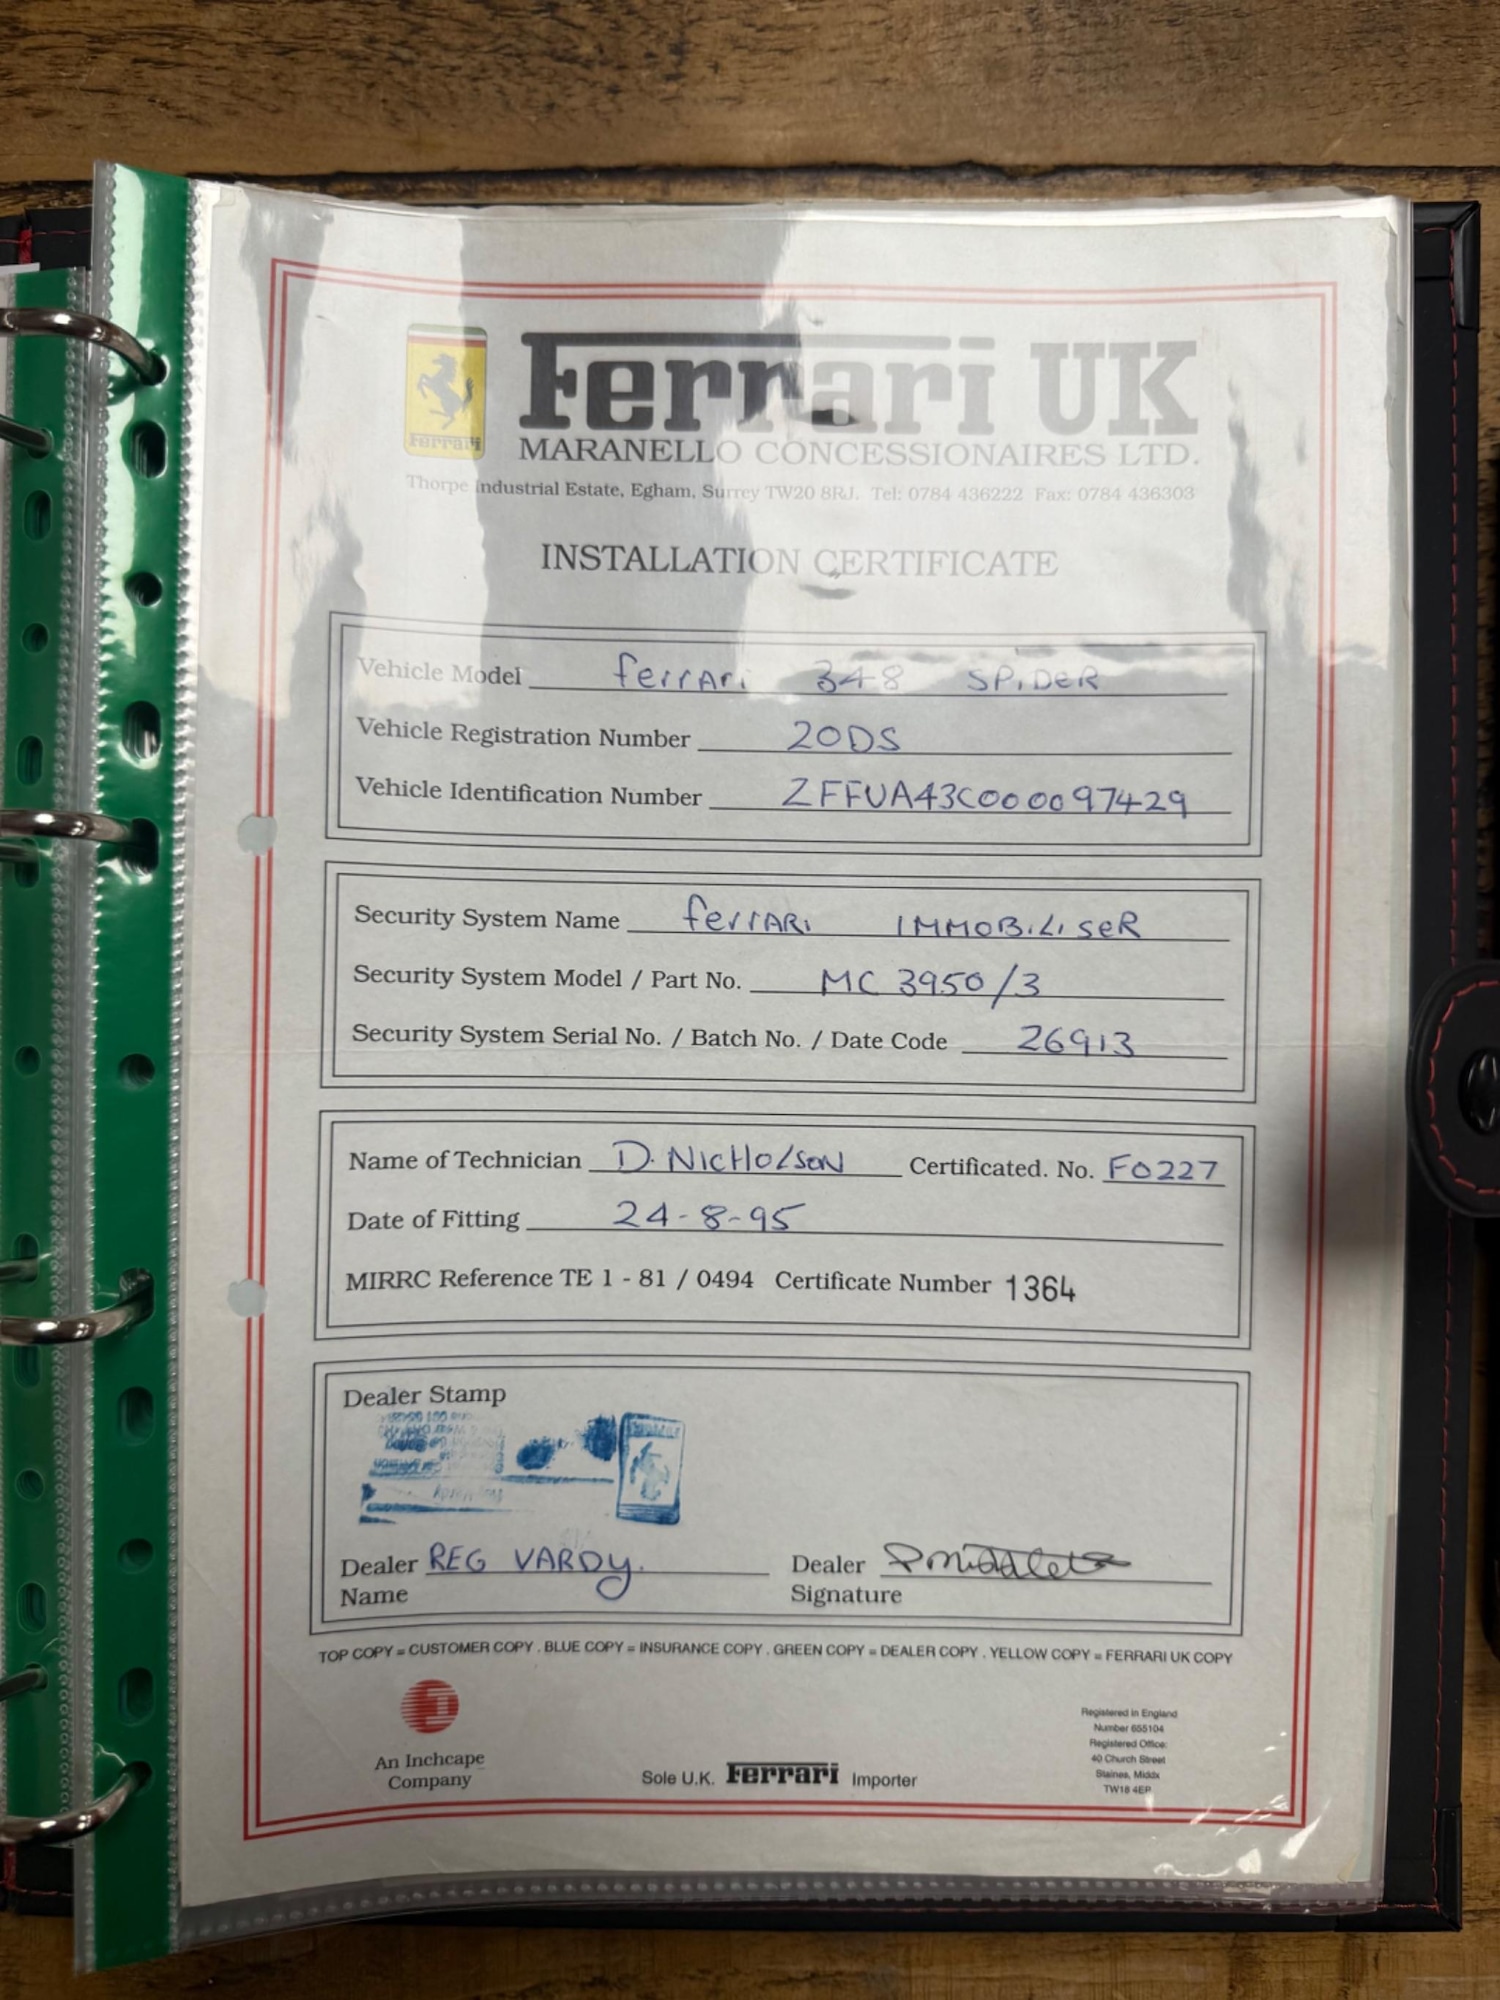 Ferrari
Ferrari UK
MARANELLO CONCESSIONAIRES LTD.
Thorpe Industrial Estate, Egham, Surrey TW20 8RJ. Tel: 0784 436222 Fax: 0784 436303
INSTALLATION CERTIFICATE
Vehicle Model ferrari 348 SPiDER
Vehicle Registration Number 20DS
Vehicle Identification Number ZFFUA43C000097429
Security System Name ferrARi IMMOBiLiSeR
Security System Model / Part No. MC 3950/3
Security System Serial No. / Batch No. / Date Code 26913
Name of Technician D. NICHOLSON Certificated. No. F0227
Date of Fitting 24-8-95
MIRRC Reference TE 1 - 81 / 0494 Certificate Number 1364
Dealer Stamp
Dealer Name REG VARDY. Dealer Signature
TOP COPY = CUSTOMER COPY . BLUE COPY = INSURANCE COPY . GREEN COPY = DEALER COPY . YELLOW COPY = FERRARI UK COPY
An Inchcape
Company
Sole U.K. Ferrari Importer
Registered in England
Number 655104
Registered Office:
40 Church Street
Staines, Middx
TW18 4EP